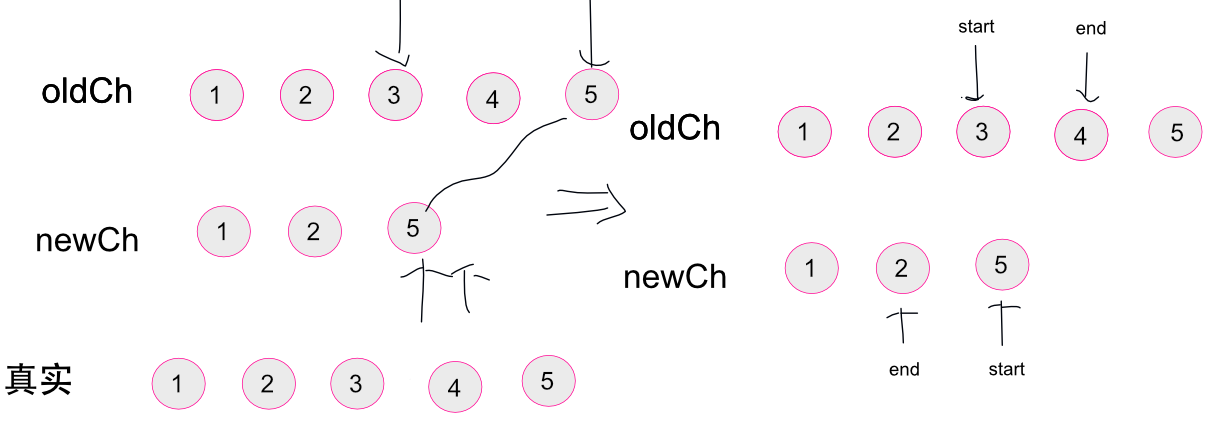 oldCh 1 2 3 4 5
newCh 1 2 5
真实 1 2 3 4 5
start end
oldCh 1 2 3 4 5
newCh 1 2 5
end start